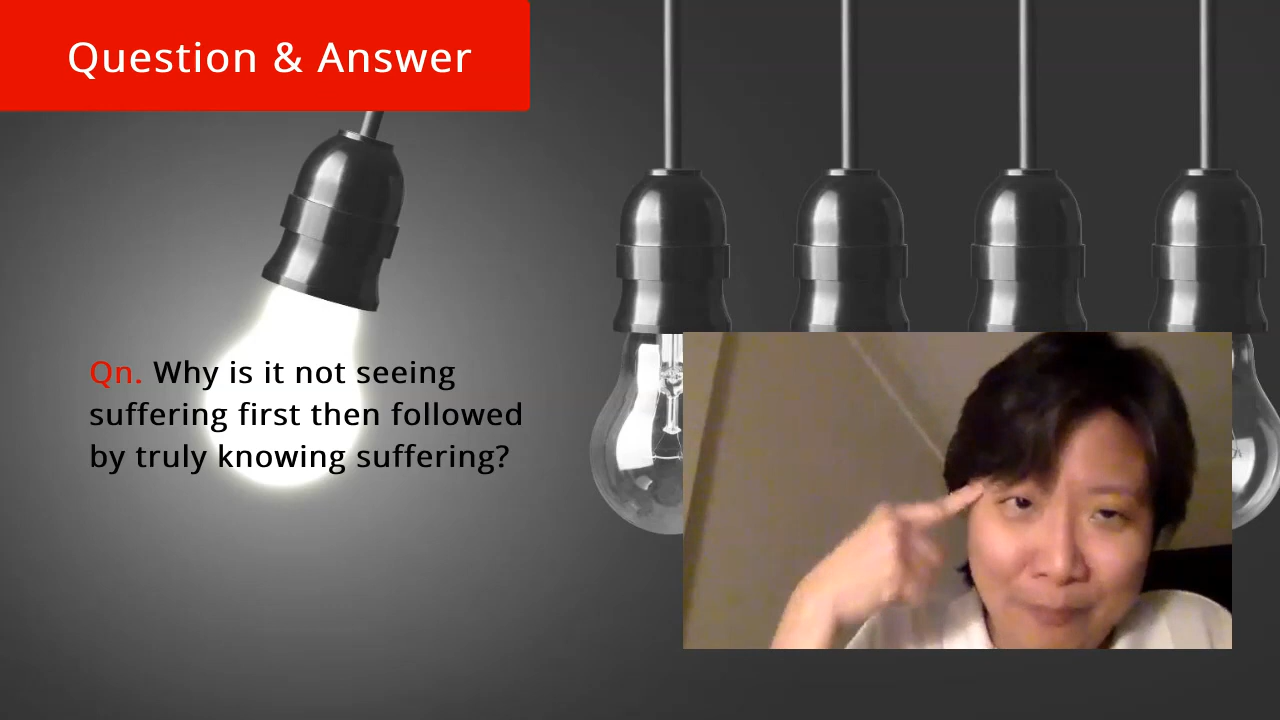 Question & Answer
Qn. Why is it not seeing
suffering first then followed
by truly knowing suffering?